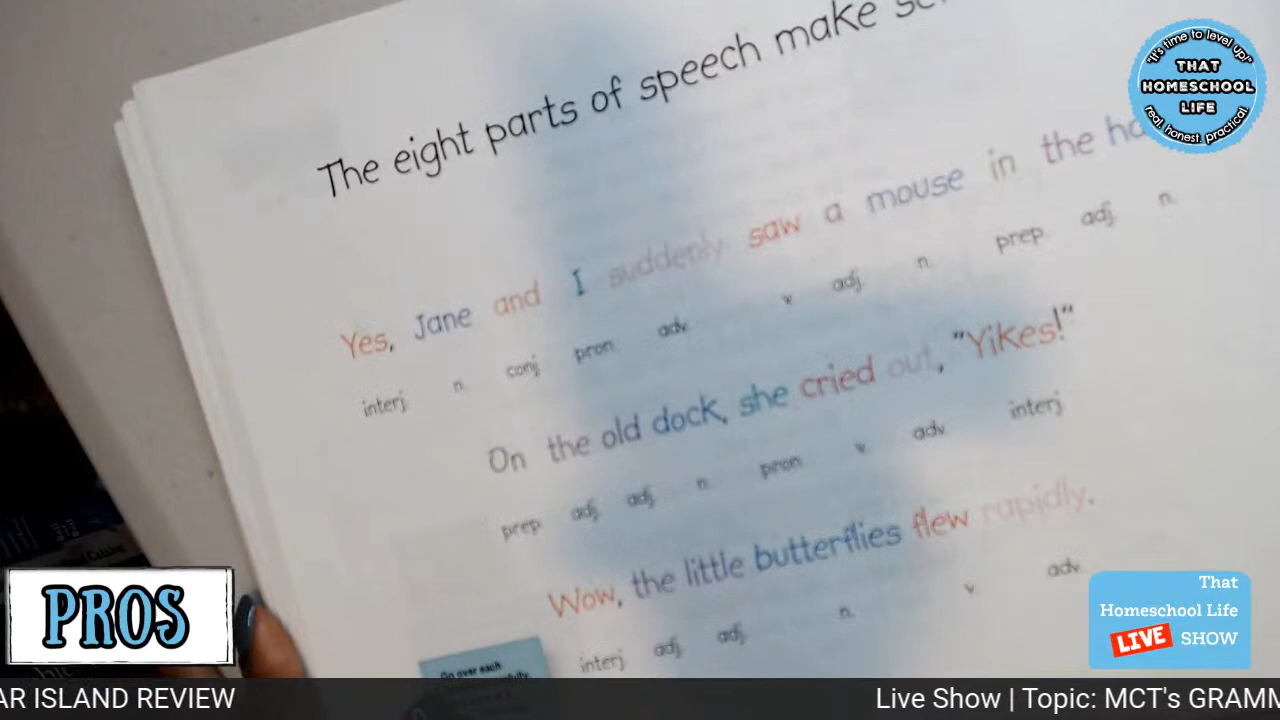 The eight parts of speech make
"It's time to level up!"
THAT
HOMESCHOOL
LIFE
real. honest. practical.
Yes, Jane and I suddenly saw a mouse in the
interj. n. conj. pron. adv. v. adj. n. prep. adj. n.
On the old dock, she cried out, "Yikes!"
prep. adj. adj. n. pron. v. adv. interj.
Wow, the little butterflies flew rapidly.
interj. adj. adj. n. v. adv.
Go over each
PROS
That
Homeschool Life
LIVE SHOW
AR ISLAND REVIEW
Live Show | Topic: MCT's GRAMM